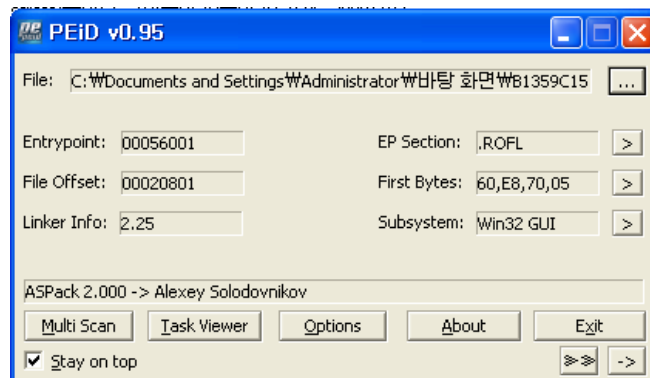 PEiD v0.95
File: C:₩Documents and Settings₩Administrator₩바탕 화면₩B1359C15 ...
Entrypoint: 00056001 EP Section: .ROFL >
File Offset: 00020801 First Bytes: 60,E8,70,05 >
Linker Info: 2.25 Subsystem: Win32 GUI >
ASPack 2.000 -> Alexey Solodovnikov
Multi Scan Task Viewer Options About Exit
Stay on top >> ->